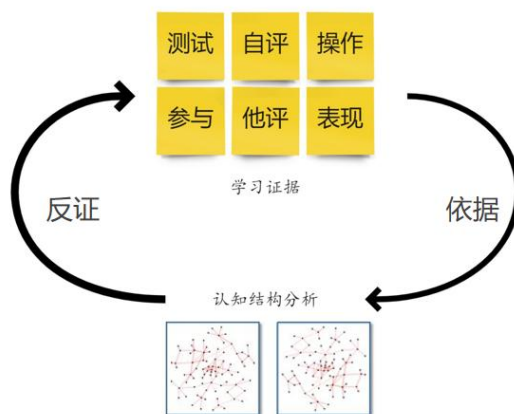 测试 自评 操作
参与 他评 表现
学习证据
反证
依据
认知结构分析